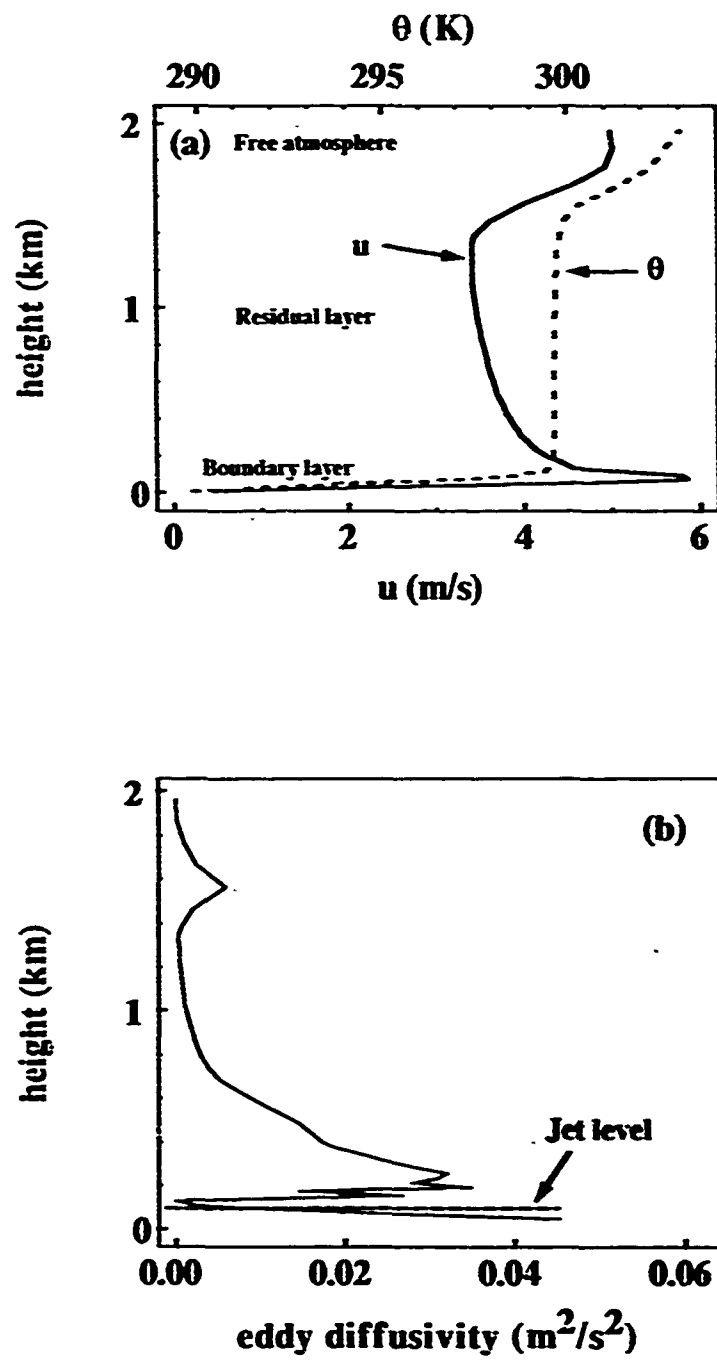 θ (K)
290 295 300
2
(a) Free atmosphere
u
θ
height (km)
1
Residual layer
Boundary layer
0
0 2 4 6
u (m/s)
2
(b)
height (km)
1
Jet level
0
0.00 0.02 0.04 0.06
eddy diffusivity (m²/s²)